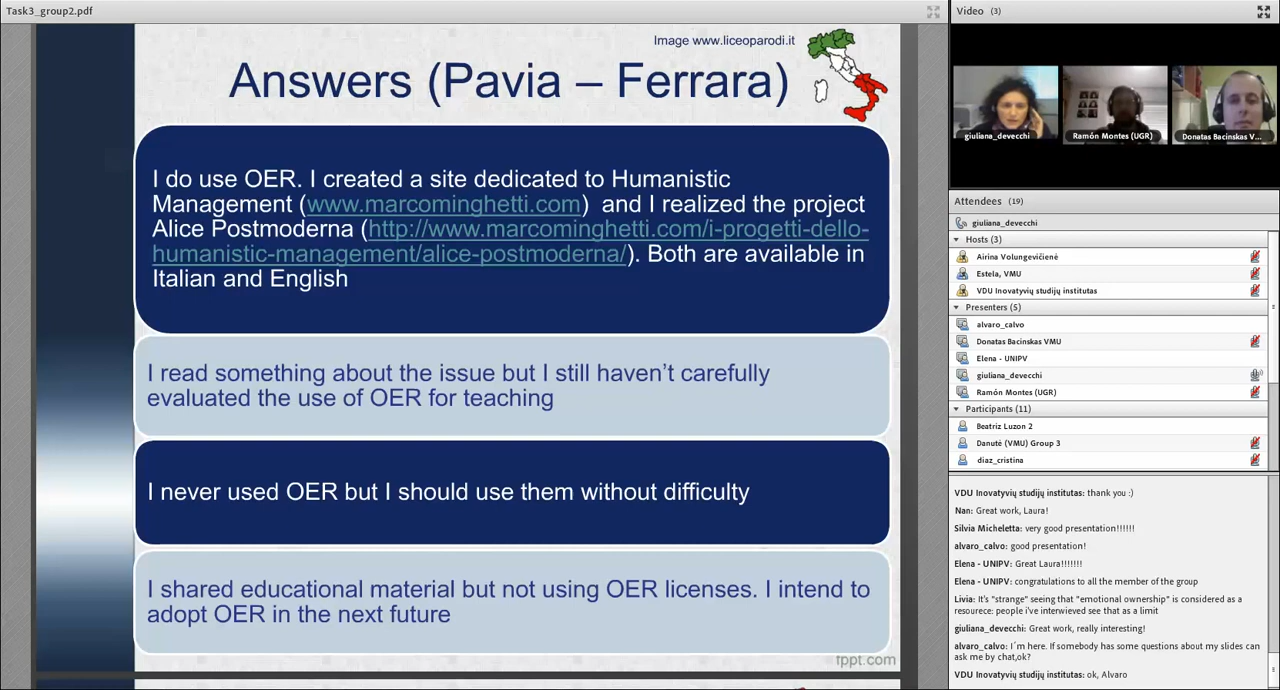 Task3_group2.pdf
Image www.liceoparodi.it
Answers (Pavia – Ferrara)
I do use OER. I created a site dedicated to Humanistic
Management (www.marcominghetti.com) and I realized the project
Alice Postmoderna (http://www.marcominghetti.com/i-progetti-dello-
humanistic-management/alice-postmoderna/). Both are available in
Italian and English
I read something about the issue but I still haven't carefully
evaluated the use of OER for teaching
I never used OER but I should use them without difficulty
I shared educational material but not using OER licenses. I intend to
adopt OER in the next future
fppt.com
Video (3)
giuliana_devecchi
Ramón Montes (UGR)
Donatas Bacinskas V...
Attendees (19)
giuliana_devecchi
Hosts (3)
Airina Volungevičienė
Estela, VMU
VDU Inovatyvių studijų institutas
Presenters (5)
alvaro_calvo
Donatas Bacinskas VMU
Elena - UNIPV
giuliana_devecchi
Ramón Montes (UGR)
Participants (11)
Beatriz Luzon 2
Danutė (VMU) Group 3
diaz_cristina
VDU Inovatyvių studijų institutas: thank you :)
Nan: Great work, Laura!
Silvia Micheletta: very good presentation!!!!!!
alvaro_calvo: good presentation!
Elena - UNIPV: Great Laura!!!!!!!
Elena - UNIPV: congratulations to all the member of the group
Livia: It's "strange" seeing that "emotional ownership" is considered as a
resourece: people i've interwieved see that as a limit
giuliana_devecchi: Great work, really interesting!
alvaro_calvo: I´m here. If somebody has some questions about my slides can
ask me by chat,ok?
VDU Inovatyvių studijų institutas: ok, Alvaro